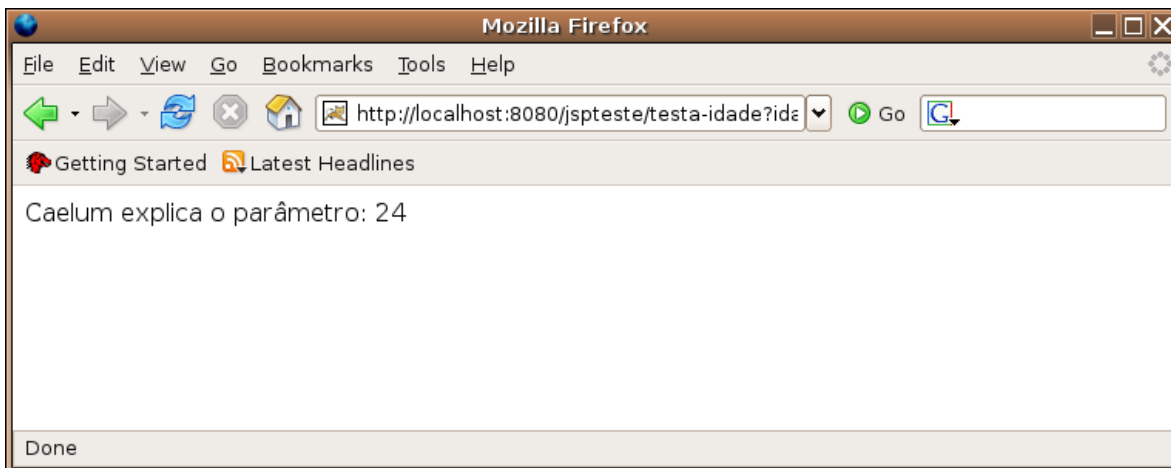 Mozilla Firefox
File Edit View Go Bookmarks Tools Help
http://localhost:8080/jspteste/testa-idade?ida Go G
Getting Started Latest Headlines
Caelum explica o parâmetro: 24
Done